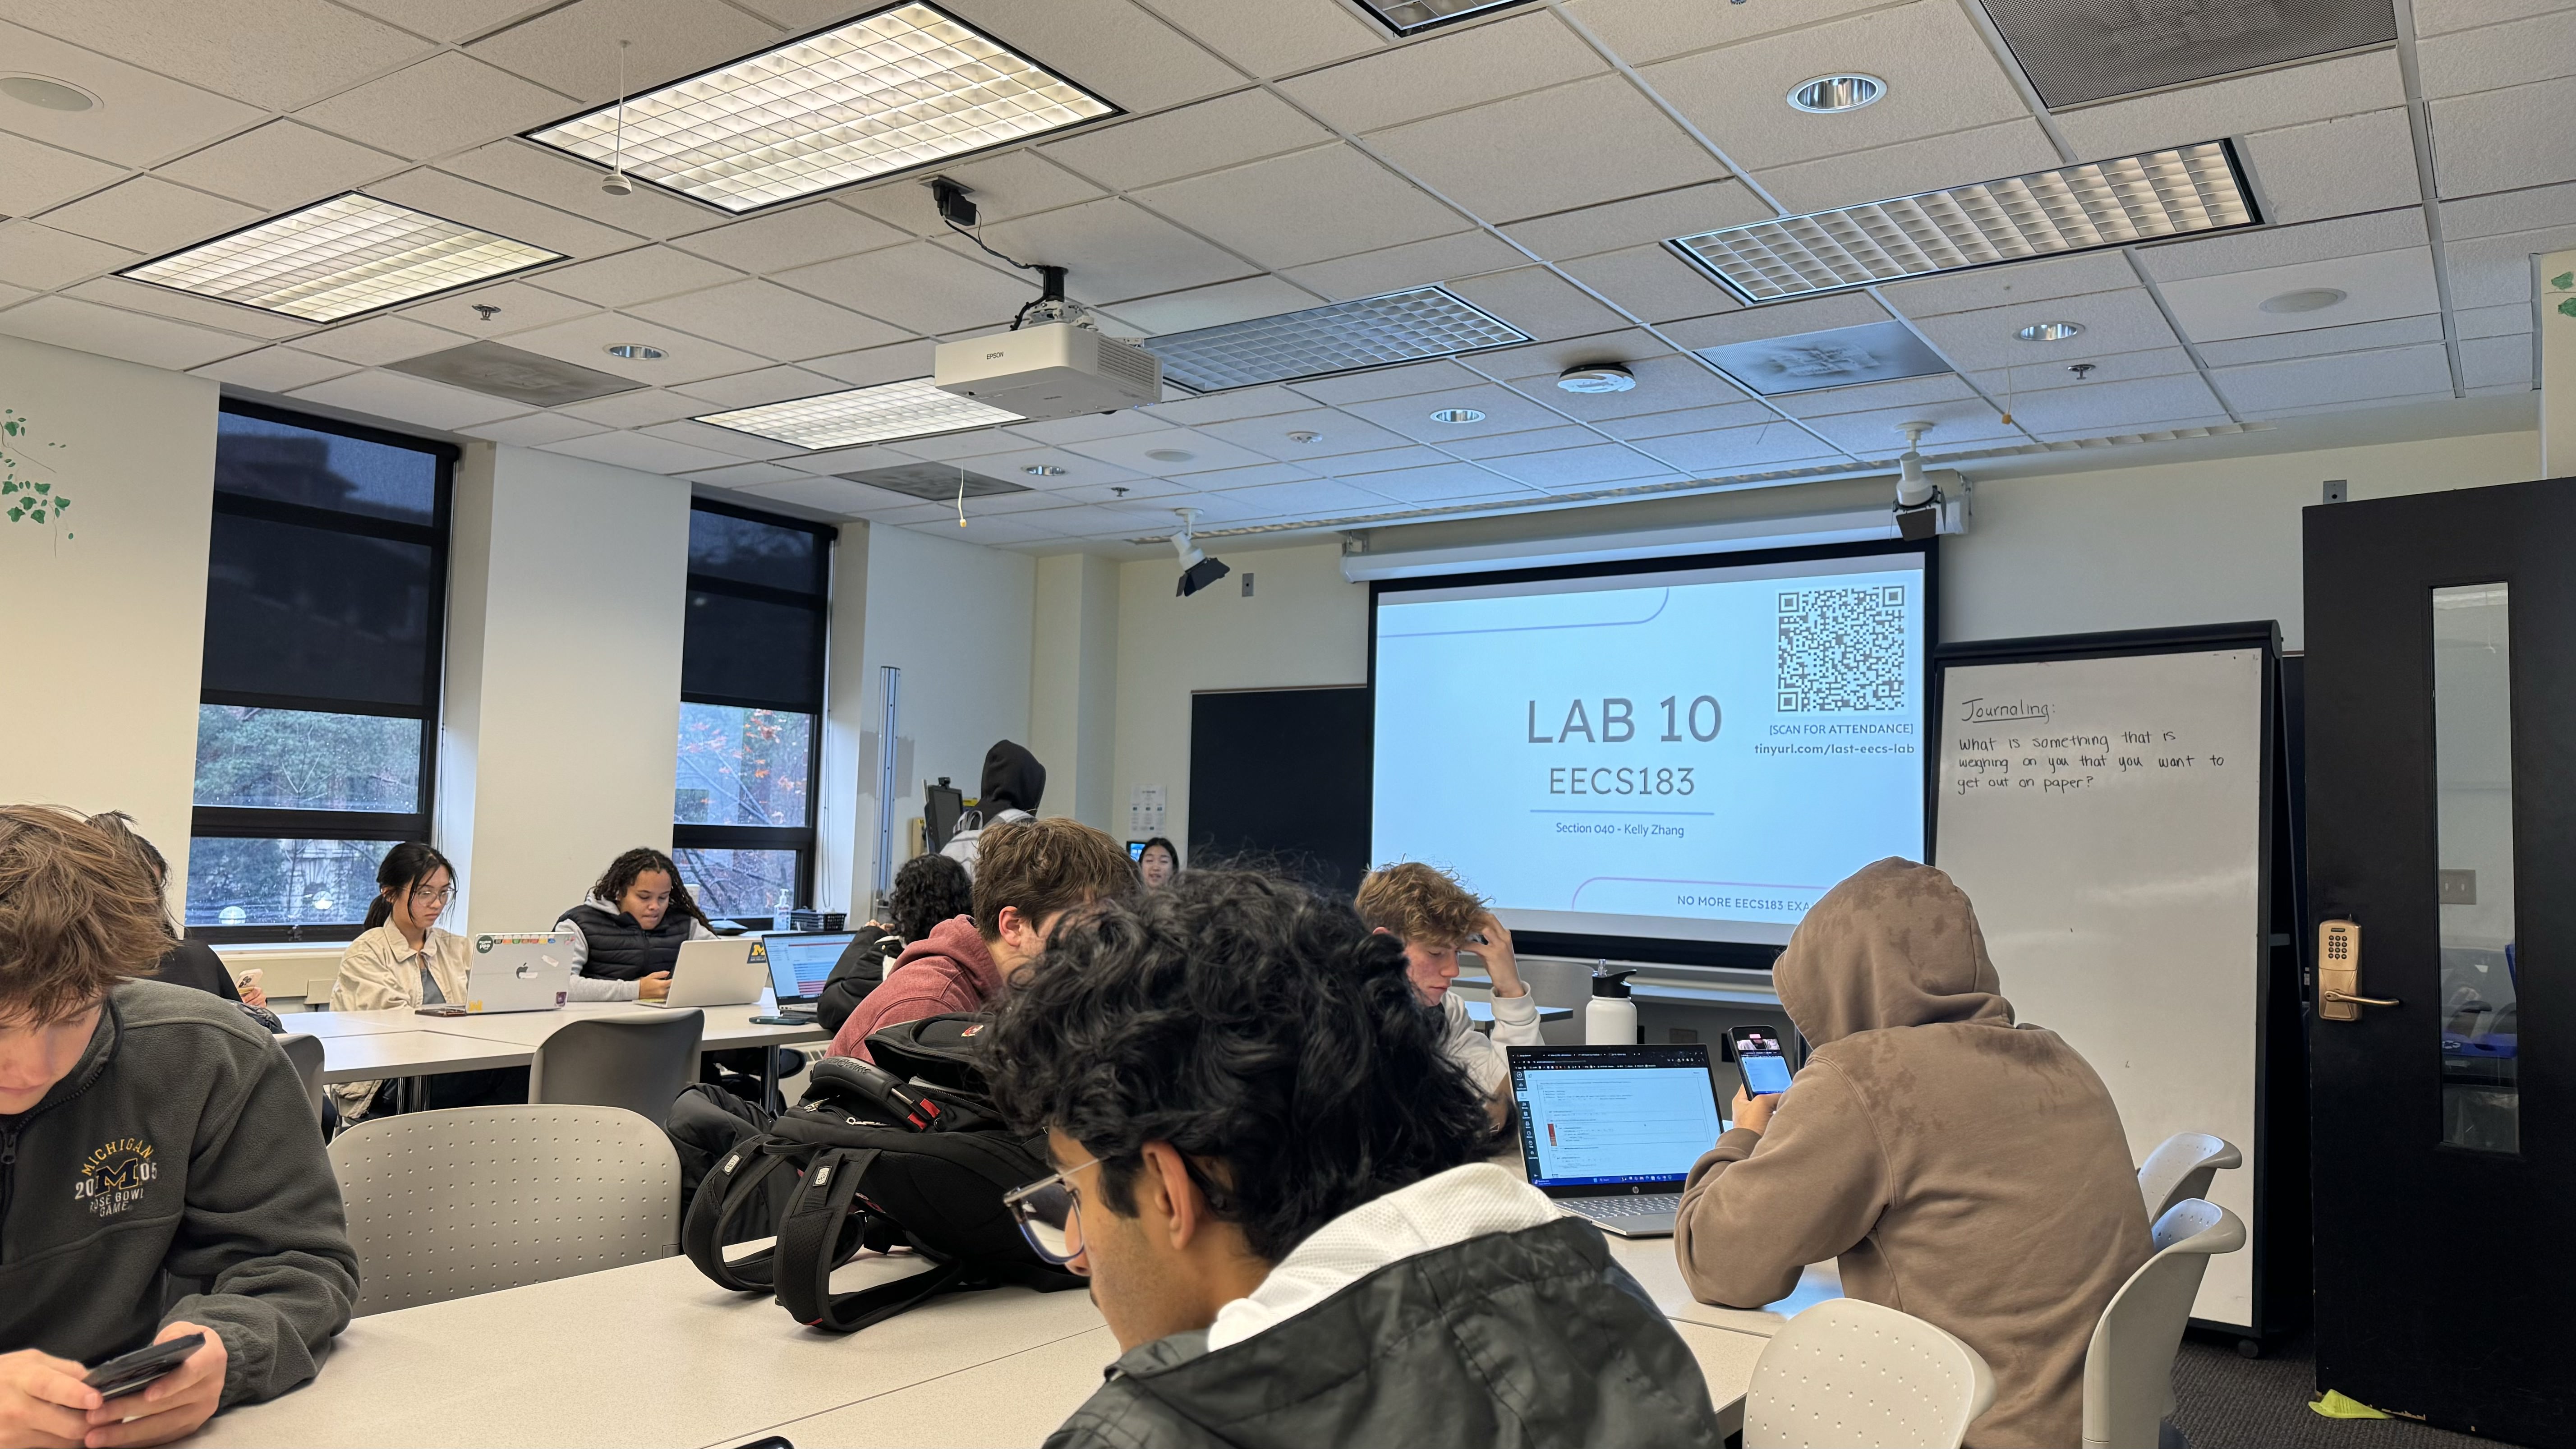 EPSON
LAB 10
EECS183
Section 040 - Kelly Zhang
[SCAN FOR ATTENDANCE]
tinyurl.com/last-eecs-lab
NO MORE EECS183 EXA
Journaling:
What is something that is
weighing on you that you want to
get out on paper?
MICHIGAN
20 M 05
OSE BOWL
GAME
M
hp